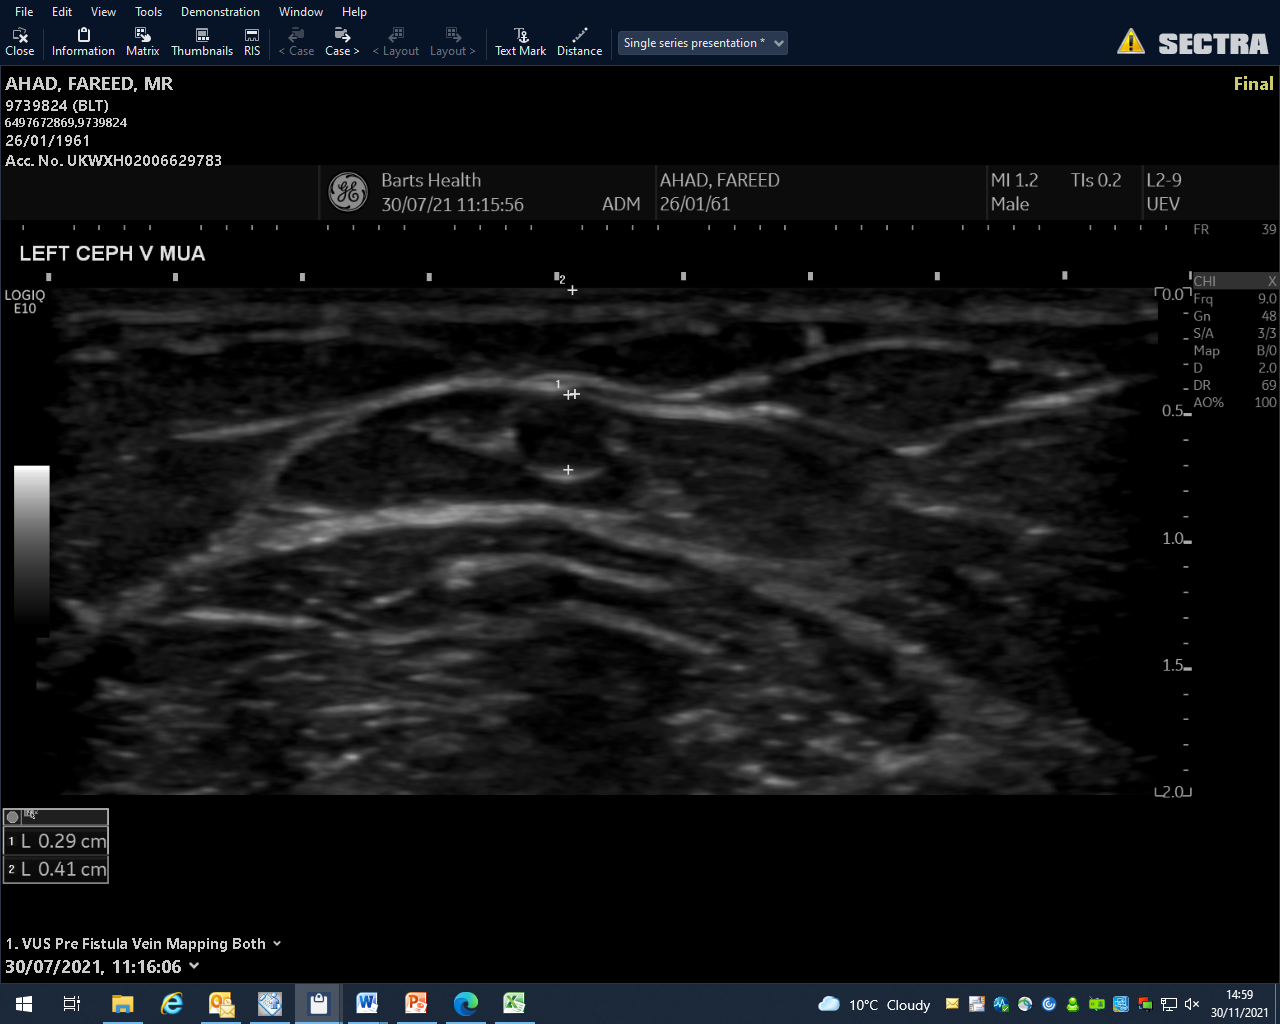 File Edit View Tools Demonstration Window Help
Close Information Matrix Thumbnails RIS < Case Case > < Layout Layout > Text Mark Distance Single series presentation * SECTRA
AHAD, FAREED, MR Final
9739824 (BLT)
6497672869,9739824
26/01/1961
Acc. No. UKWXH02006629783
GE Barts Health AHAD, FAREED MI 1.2 TIs 0.2 L2-9
30/07/21 11:15:56 ADM 26/01/61 Male UEV
FR 39
LEFT CEPH V MUA
2
CHI X
LOGIQ 0.0
E10
Frq 9.0
Gn 48
S/A 3/3
Map B/0
D 2.0
DR 69
AO% 100
1
0.5
1.0
1.5
2.0
1 L 0.29 cm
2 L 0.41 cm
1. VUS Pre Fistula Vein Mapping Both
30/07/2021, 11:16:06
10°C Cloudy 14:59
30/11/2021